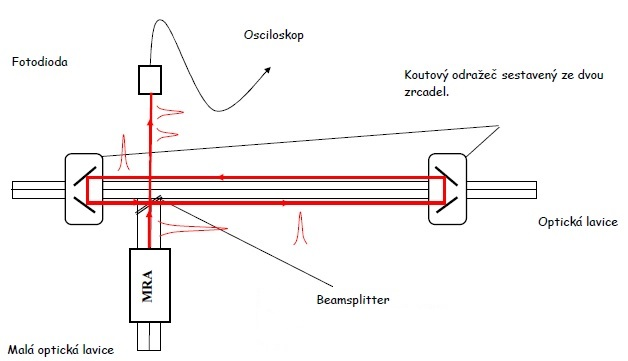 Osciloskop
Fotodioda
Koutový odražeč sestavený ze dvou
zrcadel.
Optická lavice
MRA
Beamsplitter
Malá optická lavice